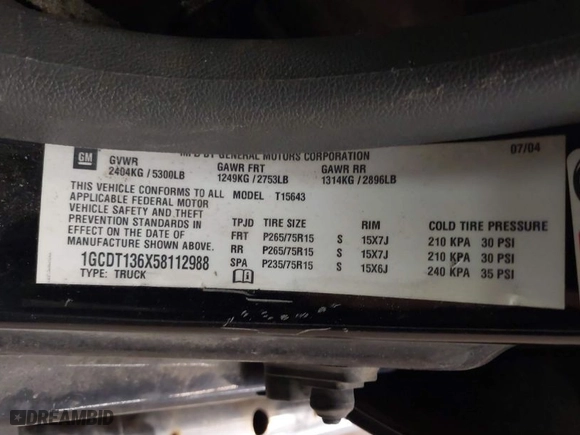 GM
MFD BY GENERAL MOTORS CORPORATION
07/04
GVWR GAWR FRT GAWR RR
2404KG / 5300LB 1249KG / 2753LB 1314KG / 2896LB
THIS VEHICLE CONFORMS TO ALL MODEL T15643
APPLICABLE FEDERAL MOTOR
VEHICLE SAFETY AND THEFT
PREVENTION STANDARDS IN
EFFECT ON THE DATE OF
MANUFACTURE SHOWN ABOVE.
1GCDT136X58112988
TYPE: TRUCK
TPJD TIRE SIZE RIM COLD TIRE PRESSURE
FRT P265/75R15 S 15X7J 210 KPA 30 PSI
RR P265/75R15 S 15X7J 210 KPA 30 PSI
SPA P235/75R15 S 15X6J 240 KPA 35 PSI
DREAMBID